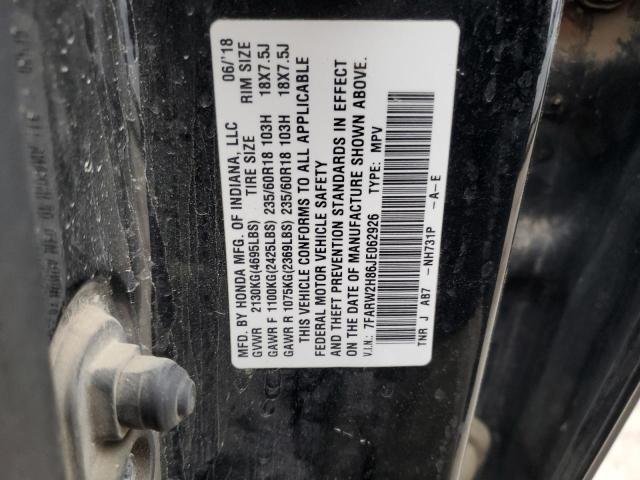 MFD. BY HONDA MFG. OF INDIANA, LLC 06/'18
GVWR 2130KG(4695LBS) TIRE SIZE RIM SIZE
GAWR F 1100KG(2425LBS) 235/60R18 103H 18X7.5J
GAWR R 1075KG(2369LBS) 235/60R18 103H 18X7.5J
THIS VEHICLE CONFORMS TO ALL APPLICABLE
FEDERAL MOTOR VEHICLE SAFETY
AND THEFT PREVENTION STANDARDS IN EFFECT
ON THE DATE OF MANUFACTURE SHOWN ABOVE.
V.I.N.: 7FARW2H86JE062926 TYPE: MPV
TNR J AB7 -NH731P -A-E